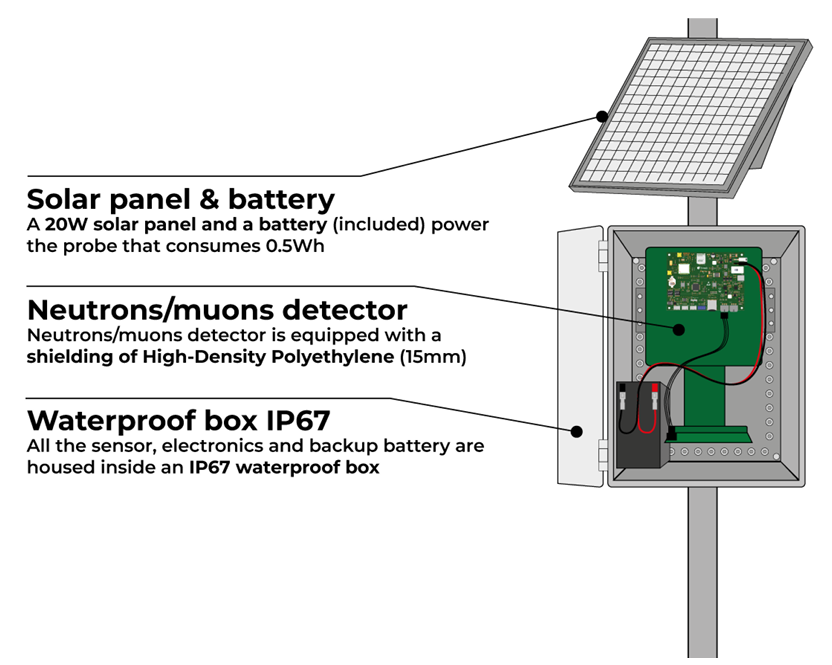 Solar panel & battery
A 20W solar panel and a battery (included) power
the probe that consumes 0.5Wh
Neutrons/muons detector
Neutrons/muons detector is equipped with a
shielding of High-Density Polyethylene (15mm)
Waterproof box IP67
All the sensor, electronics and backup battery are
housed inside an IP67 waterproof box